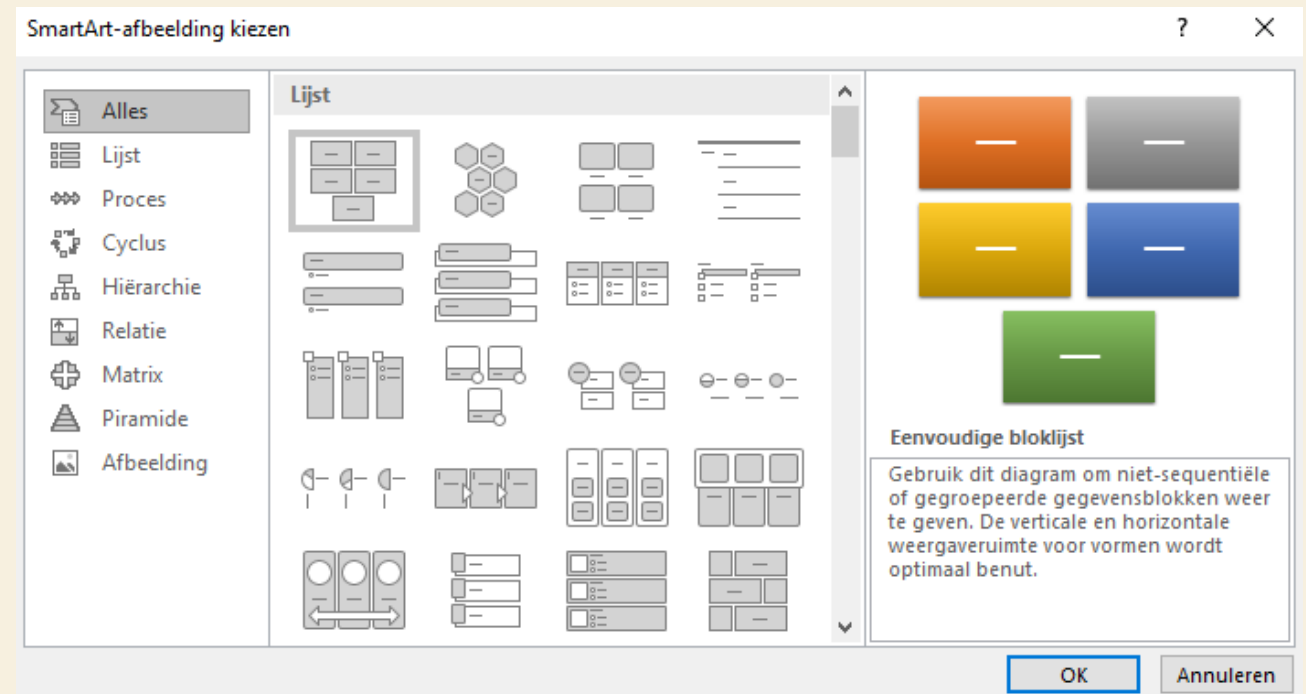 SmartArt-afbeelding kiezen
?
Alles
Lijst
Proces
Cyclus
Hiërarchie
Relatie
Matrix
Piramide
Afbeelding
Lijst
Eenvoudige bloklijst
Gebruik dit diagram om niet-sequentiële
of gegroepeerde gegevensblokken weer
te geven. De verticale en horizontale
weergaveruimte voor vormen wordt
optimaal benut.
OK
Annuleren